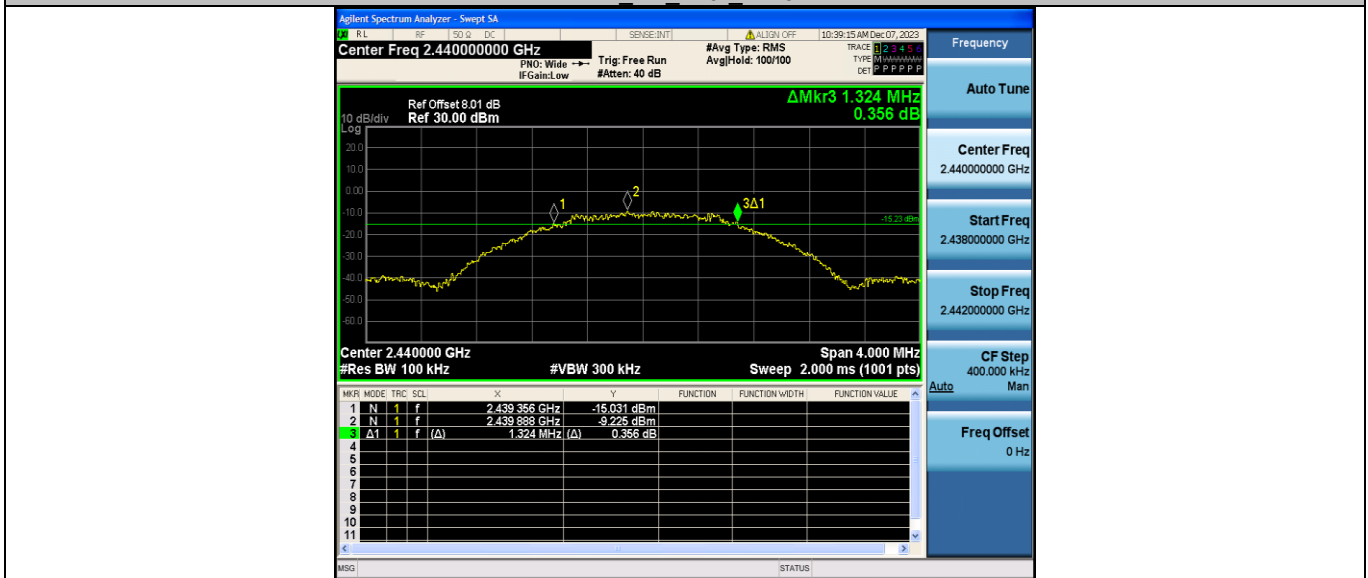 Agilent Spectrum Analyzer - Swept SA
RL RF 50 Ω DC SENSE:INT ALIGN OFF 10:39:15 AM Dec 07, 2023
Center Freq 2.440000000 GHz
PNO: Wide
IFGain:Low
Trig: Free Run
#Atten: 40 dB
#Avg Type: RMS
Avg|Hold: 100/100
TRACE 1 2 3 4 5 6
TYPE M
DET P P P P P P
ΔMkr3 1.324 MHz
0.356 dB
Ref Offset 8.01 dB
10 dB/div Ref 30.00 dBm
Log
20.0
10.0
0.00
-10.0
-20.0
-30.0
-40.0
-50.0
-60.0
1
2
3Δ1
-15.23 dBm
Center 2.440000 GHz Span 4.000 MHz
#Res BW 100 kHz #VBW 300 kHz Sweep 2.000 ms (1001 pts)
MKR MODE TRC SCL X Y FUNCTION FUNCTION WIDTH FUNCTION VALUE
1 N 1 f 2.439 356 GHz -15.031 dBm
2 N 1 f 2.439 888 GHz -9.225 dBm
3 Δ1 1 f (Δ) 1.324 MHz (Δ) 0.356 dB
4
5
6
7
8
9
10
11
MSG STATUS
Frequency
Auto Tune
Center Freq
2.440000000 GHz
Start Freq
2.438000000 GHz
Stop Freq
2.442000000 GHz
CF Step
400.000 kHz
Auto Man
Freq Offset
0 Hz